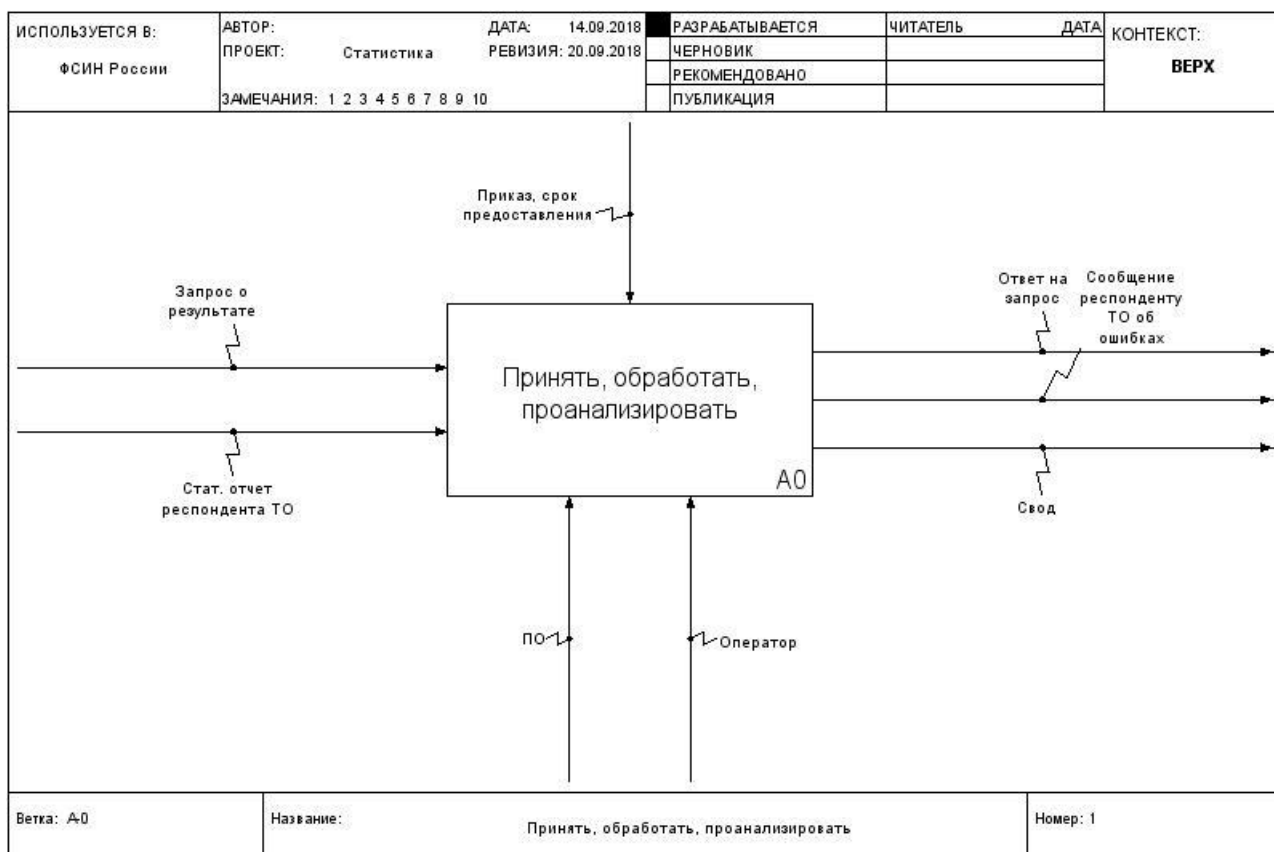 ИСПОЛЬЗУЕТСЯ В:
ФСИН России
АВТОР:
ДАТА: 14.09.2018
ПРОЕКТ: Статистика
РЕВИЗИЯ: 20.09.2018
ЗАМЕЧАНИЯ: 1 2 3 4 5 6 7 8 9 10
РАЗРАБАТЫВАЕТСЯ
ЧЕРНОВИК
РЕКОМЕНДОВАНО
ПУБЛИКАЦИЯ
ЧИТАТЕЛЬ ДАТА
КОНТЕКСТ:
ВЕРХ
Приказ, срок
предоставления
Запрос о
результате
Ответ на
запрос
Сообщение
респонденту
ТО об
ошибках
Принять, обработать,
проанализировать
A0
Стат. отчет
респондента ТО
Свод
ПО
Оператор
Ветка: A-0
Название:
Принять, обработать, проанализировать
Номер: 1